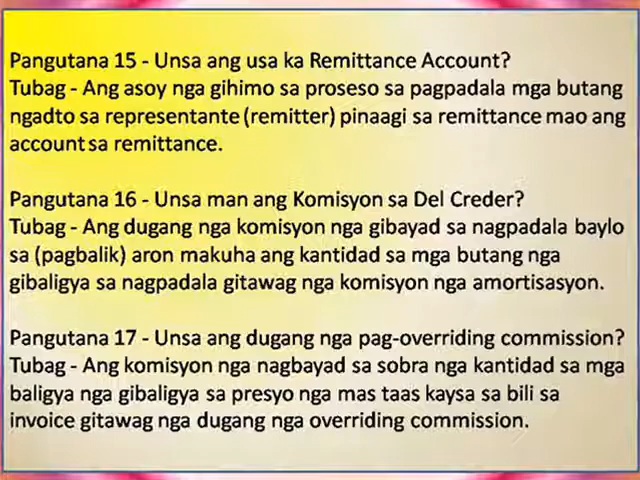 Pangutana 15 - Unsa ang usa ka Remittance Account?
Tubag - Ang asoy nga gihimo sa proseso sa pagpadala mga butang
ngadto sa representante (remitter) pinaagi sa remittance mao ang
account sa remittance.
Pangutana 16 - Unsa man ang Komisyon sa Del Creder?
Tubag - Ang dugang nga komisyon nga gibayad sa nagpadala baylo
sa (pagbalik) aron makuha ang kantidad sa mga butang nga
gibaligya sa nagpadala gitawag nga komisyon nga amortisasyon.
Pangutana 17 - Unsa ang dugang nga pag-overriding commission?
Tubag - Ang komisyon nga nagbayad sa sobra nga kantidad sa mga
baligya nga gibaligya sa presyo nga mas taas kaysa sa bili sa
invoice gitawag nga dugang nga overriding commission.